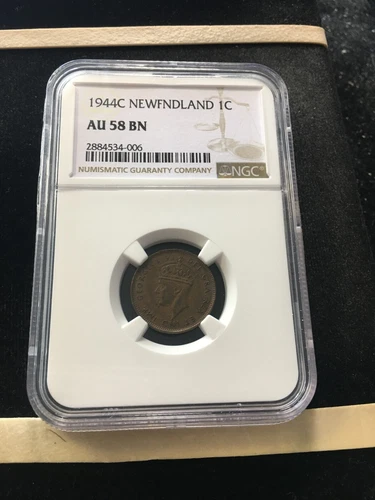 1944C NEWFNDLAND 1C
AU 58 BN
2884534-006
NUMISMATIC GUARANTY COMPANY
NGC